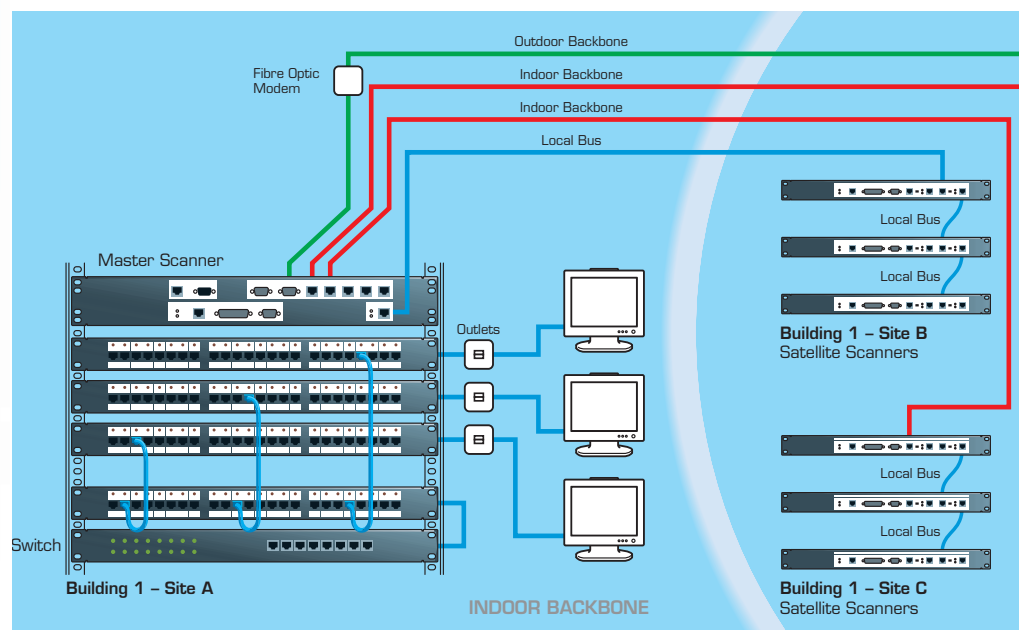 Outdoor Backbone
Fibre Optic
Modem
Indoor Backbone
Indoor Backbone
Local Bus
Local Bus
Master Scanner
Local Bus
Outlets
Building 1 – Site B
Satellite Scanners
Local Bus
Local Bus
Switch
Building 1 – Site A
INDOOR BACKBONE
Building 1 – Site C
Satellite Scanners